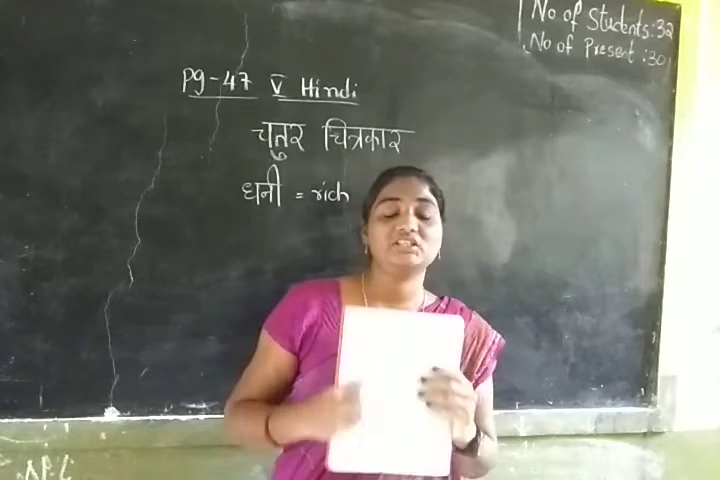 No of Students:32
No of Present :30
Pg-47 V Hindi
चतुर चित्रकार
धनी = rich